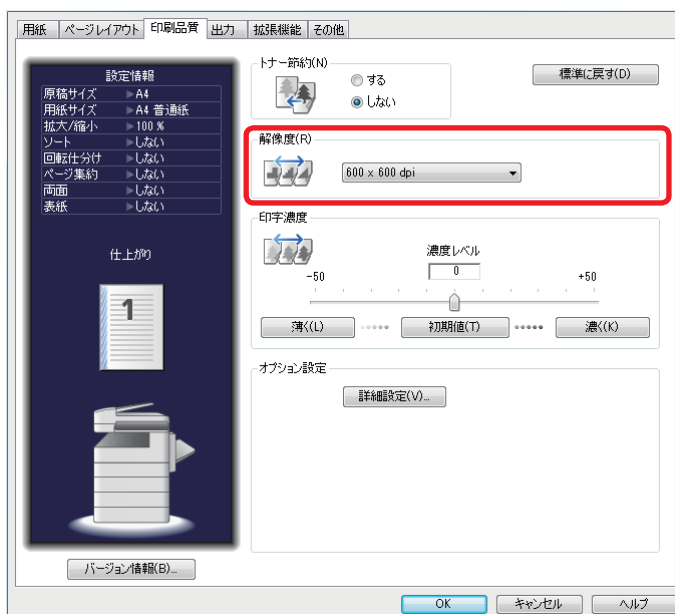 用紙 ページレイアウト 印刷品質 出力 拡張機能 その他
設定情報
原稿サイズ ▶A4
用紙サイズ ▶A4 普通紙
拡大/縮小 ▶100 %
ソート ▶しない
回転仕分け ▶しない
ページ集約 ▶しない
両面 ▶しない
表紙 ▶しない
仕上がり
1
バージョン情報(B)...
トナー節約(N)
する
しない
標準に戻す(D)
解像度(R)
600 x 600 dpi
印字濃度
濃度レベル
-50 0 +50
薄く(L) 初期値(T) 濃く(K)
オプション設定
詳細設定(V)...
OK キャンセル ヘルプ